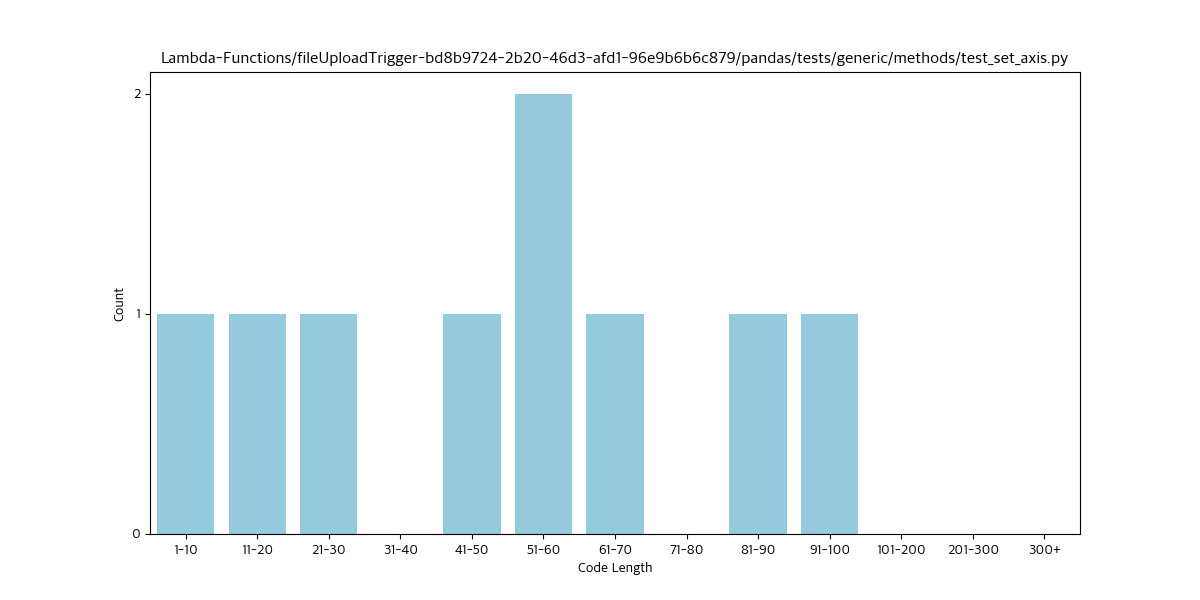 Lambda-Functions/fileUploadTrigger-bd8b9724-2b20-46d3-afd1-96e9b6b6c879/pandas/tests/generic/methods/test_set_axis.py
2
1
0
Count
1-10 11-20 21-30 31-40 41-50 51-60 61-70 71-80 81-90 91-100 101-200 201-300 300+
Code Length